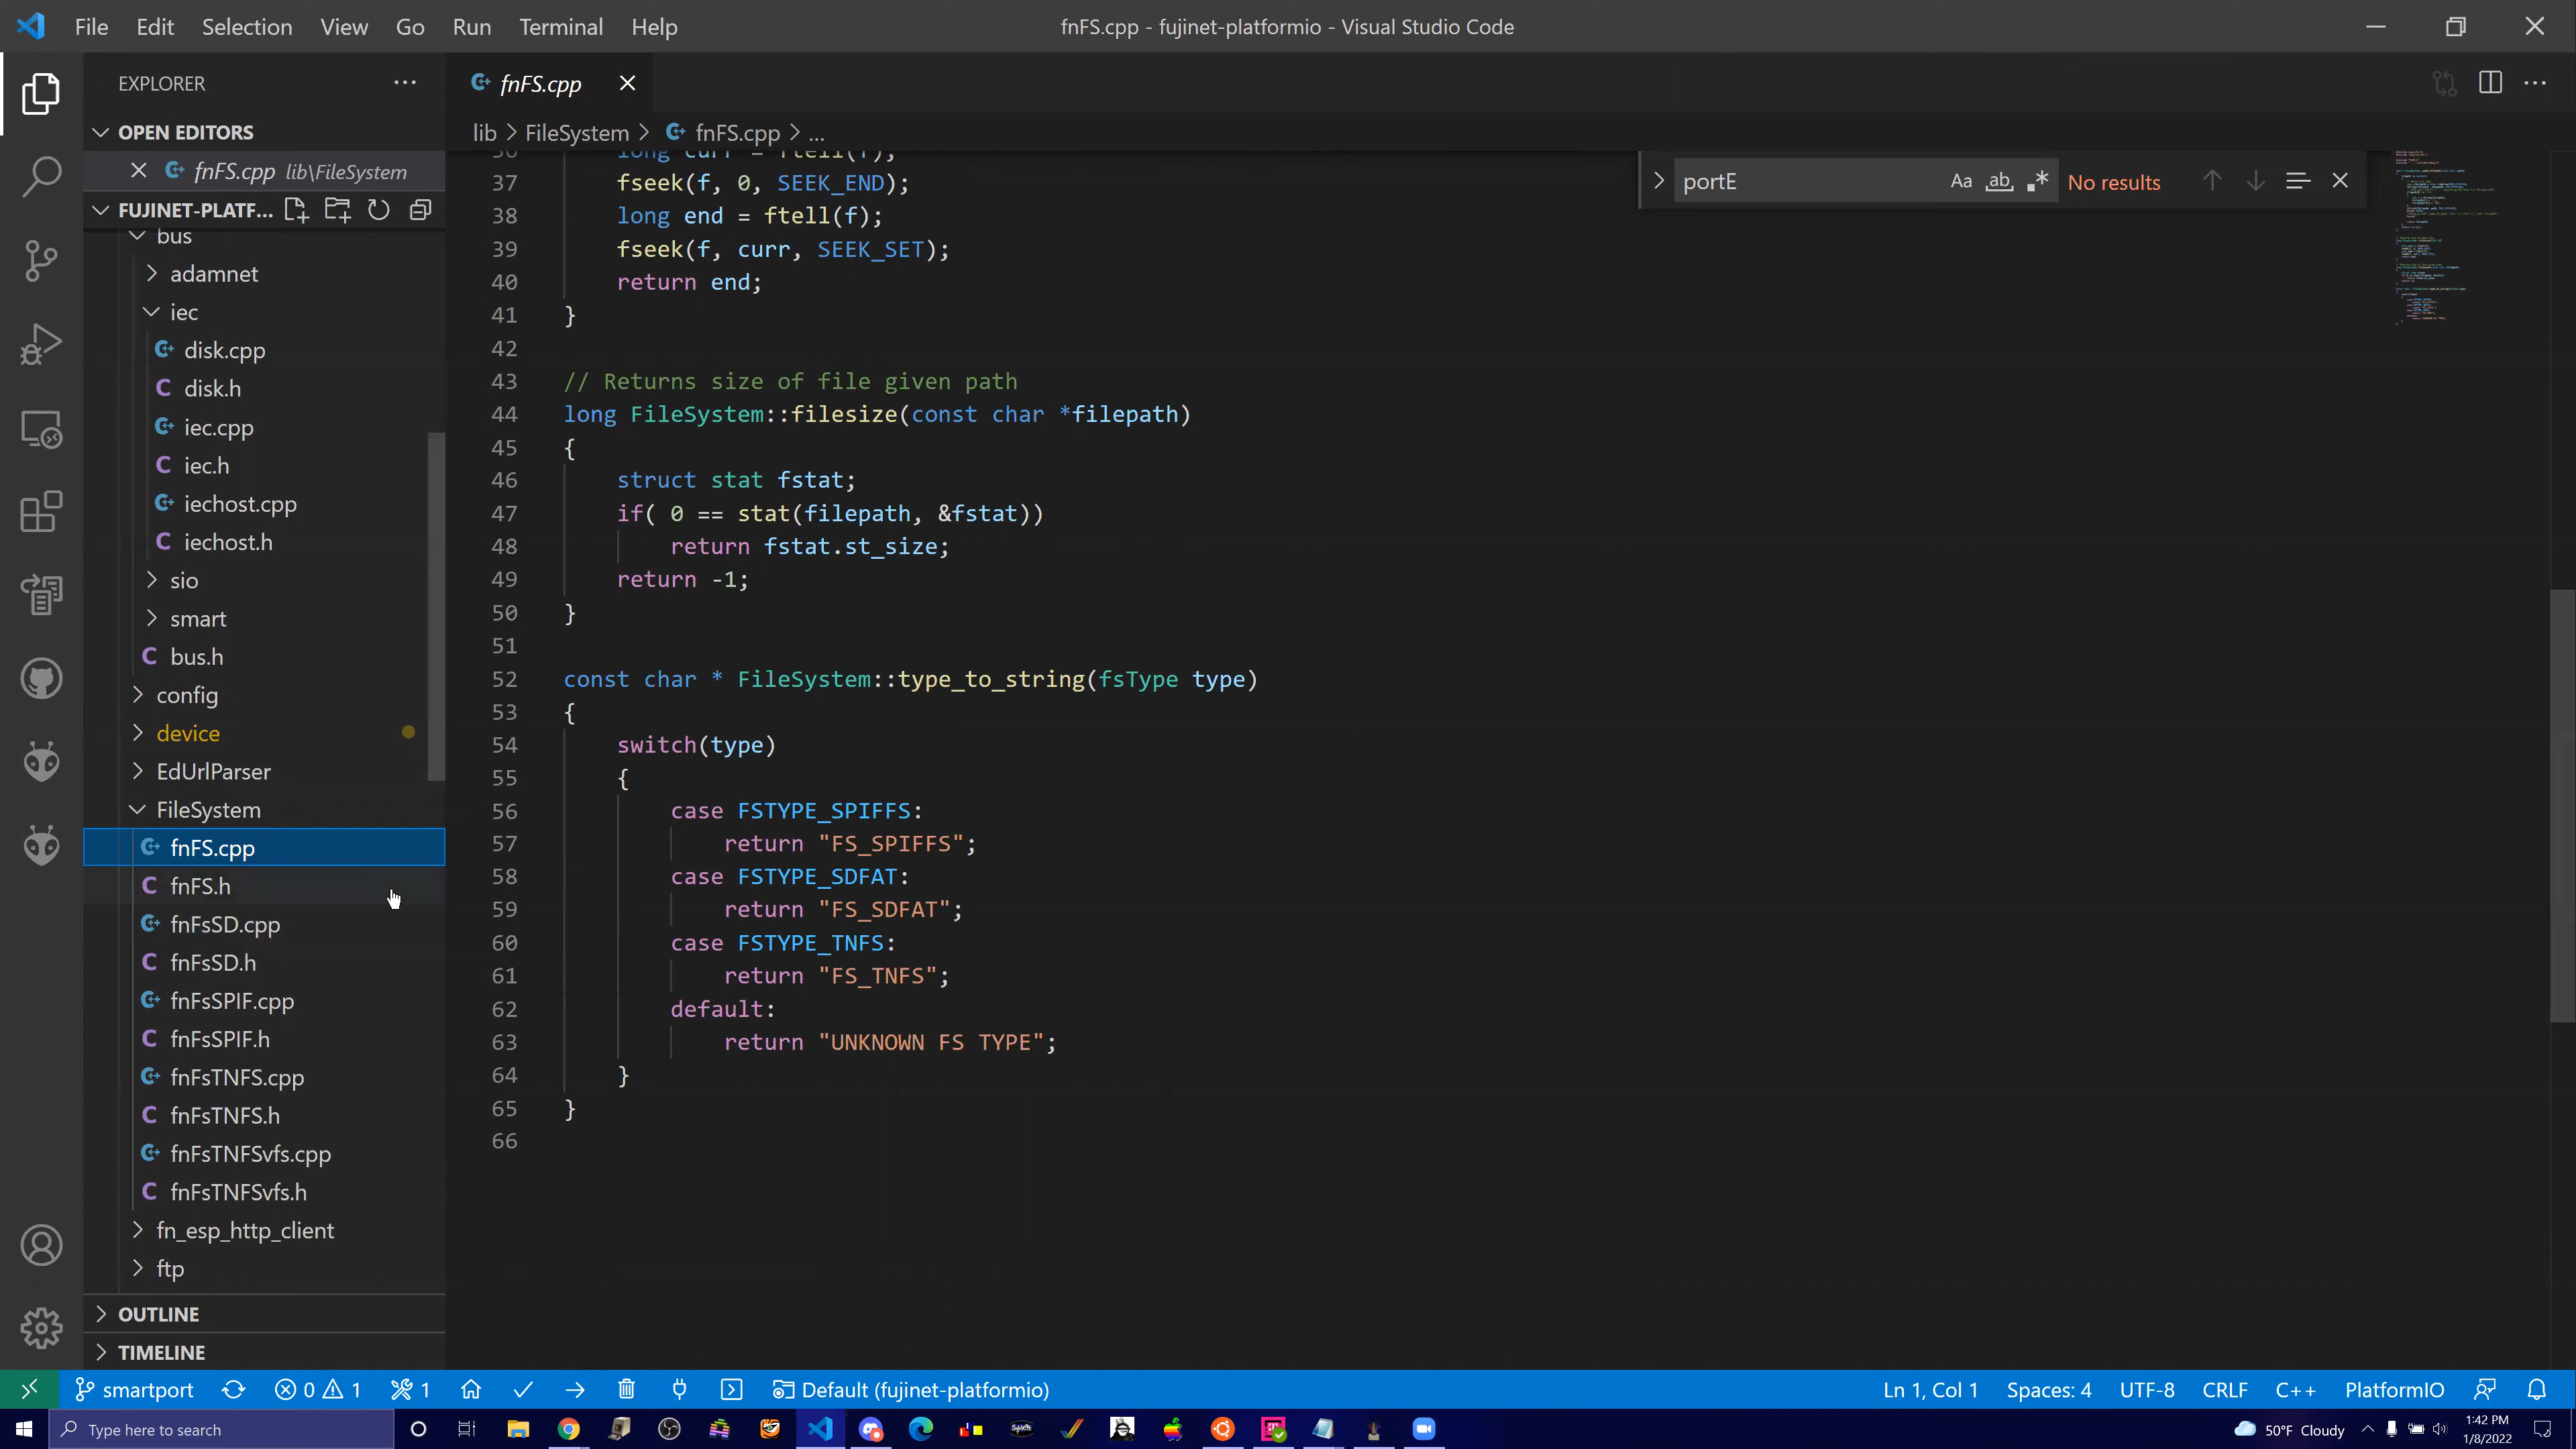 File Edit Selection View Go Run Terminal Help
fnFS.cpp - fujinet-platformio - Visual Studio Code
EXPLORER
OPEN EDITORS
fnFS.cpp lib\FileSystem
FUJINET-PLATF...
bus
adamnet
iec
disk.cpp
disk.h
iec.cpp
iec.h
iechost.cpp
iechost.h
sio
smart
bus.h
config
device
EdUrlParser
FileSystem
fnFS.cpp
fnFS.h
fnFsSD.cpp
fnFsSD.h
fnFsSPIF.cpp
fnFsSPIF.h
fnFsTNFS.cpp
fnFsTNFS.h
fnFsTNFSvfs.cpp
fnFsTNFSvfs.h
fn_esp_http_client
ftp
OUTLINE
TIMELINE
fnFS.cpp
lib > FileSystem > fnFS.cpp > ...
portE Aa ab .* No results
36 long curr = ftell(f);
37 fseek(f, 0, SEEK_END);
38 long end = ftell(f);
39 fseek(f, curr, SEEK_SET);
40 return end;
41 }
42
43 // Returns size of file given path
44 long FileSystem::filesize(const char *filepath)
45 {
46 struct stat fstat;
47 if( 0 == stat(filepath, &fstat))
48 return fstat.st_size;
49 return -1;
50 }
51
52 const char * FileSystem::type_to_string(fsType type)
53 {
54 switch(type)
55 {
56 case FSTYPE_SPIFFS:
57 return "FS_SPIFFS";
58 case FSTYPE_SDFAT:
59 return "FS_SDFAT";
60 case FSTYPE_TNFS:
61 return "FS_TNFS";
62 default:
63 return "UNKNOWN FS TYPE";
64 }
65 }
66
smartport 0 1 1 Default (fujinet-platformio) Ln 1, Col 1 Spaces: 4 UTF-8 CRLF C++ PlatformIO
Type here to search
50°F Cloudy
1:42 PM
1/8/2022